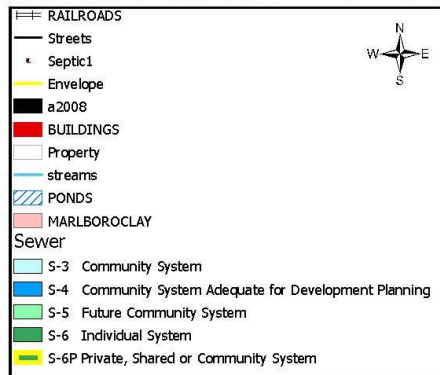 RAILROADS
Streets
Septic1
Envelope
a2008
BUILDINGS
Property
streams
PONDS
MARLBOROCLAY
Sewer
S-3 Community System
S-4 Community System Adequate for Development Planning
S-5 Future Community System
S-6 Individual System
S-6P Private, Shared or Community System
N
W E
S